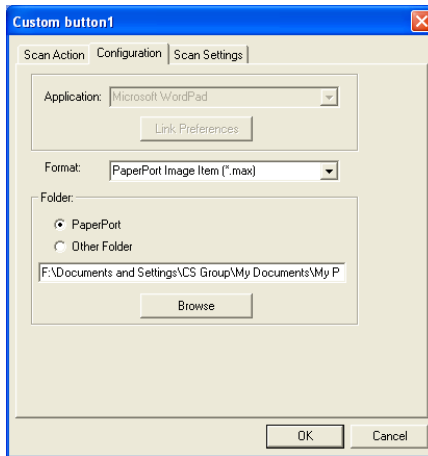 Custom button1
Scan Action Configuration Scan Settings
Application: Microsoft WordPad
Link Preferences
Format: PaperPort Image Item (*.max)
Folder:
PaperPort
Other Folder
F:\Documents and Settings\CS Group\My Documents\My P
Browse
OK Cancel